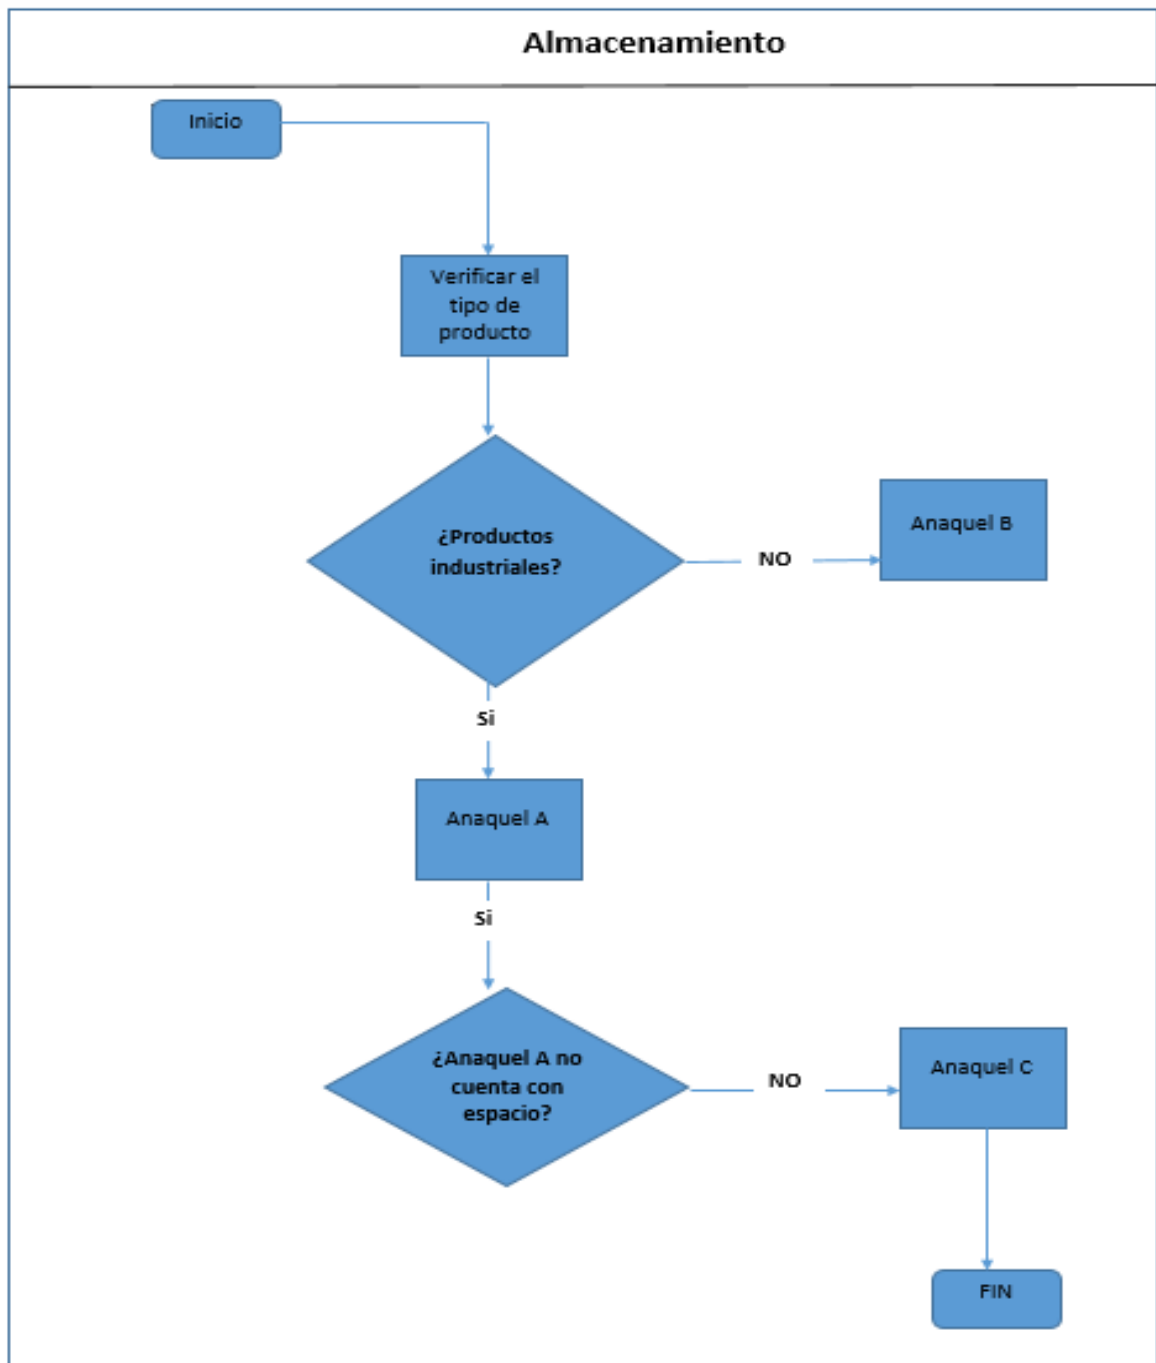 Almacenamiento
Inicio
Verificar el
tipo de
producto
¿Productos
industriales?
NO
Anaquel B
Si
Anaquel A
Si
¿Anaquel A no
cuenta con
espacio?
NO
Anaquel C
FIN